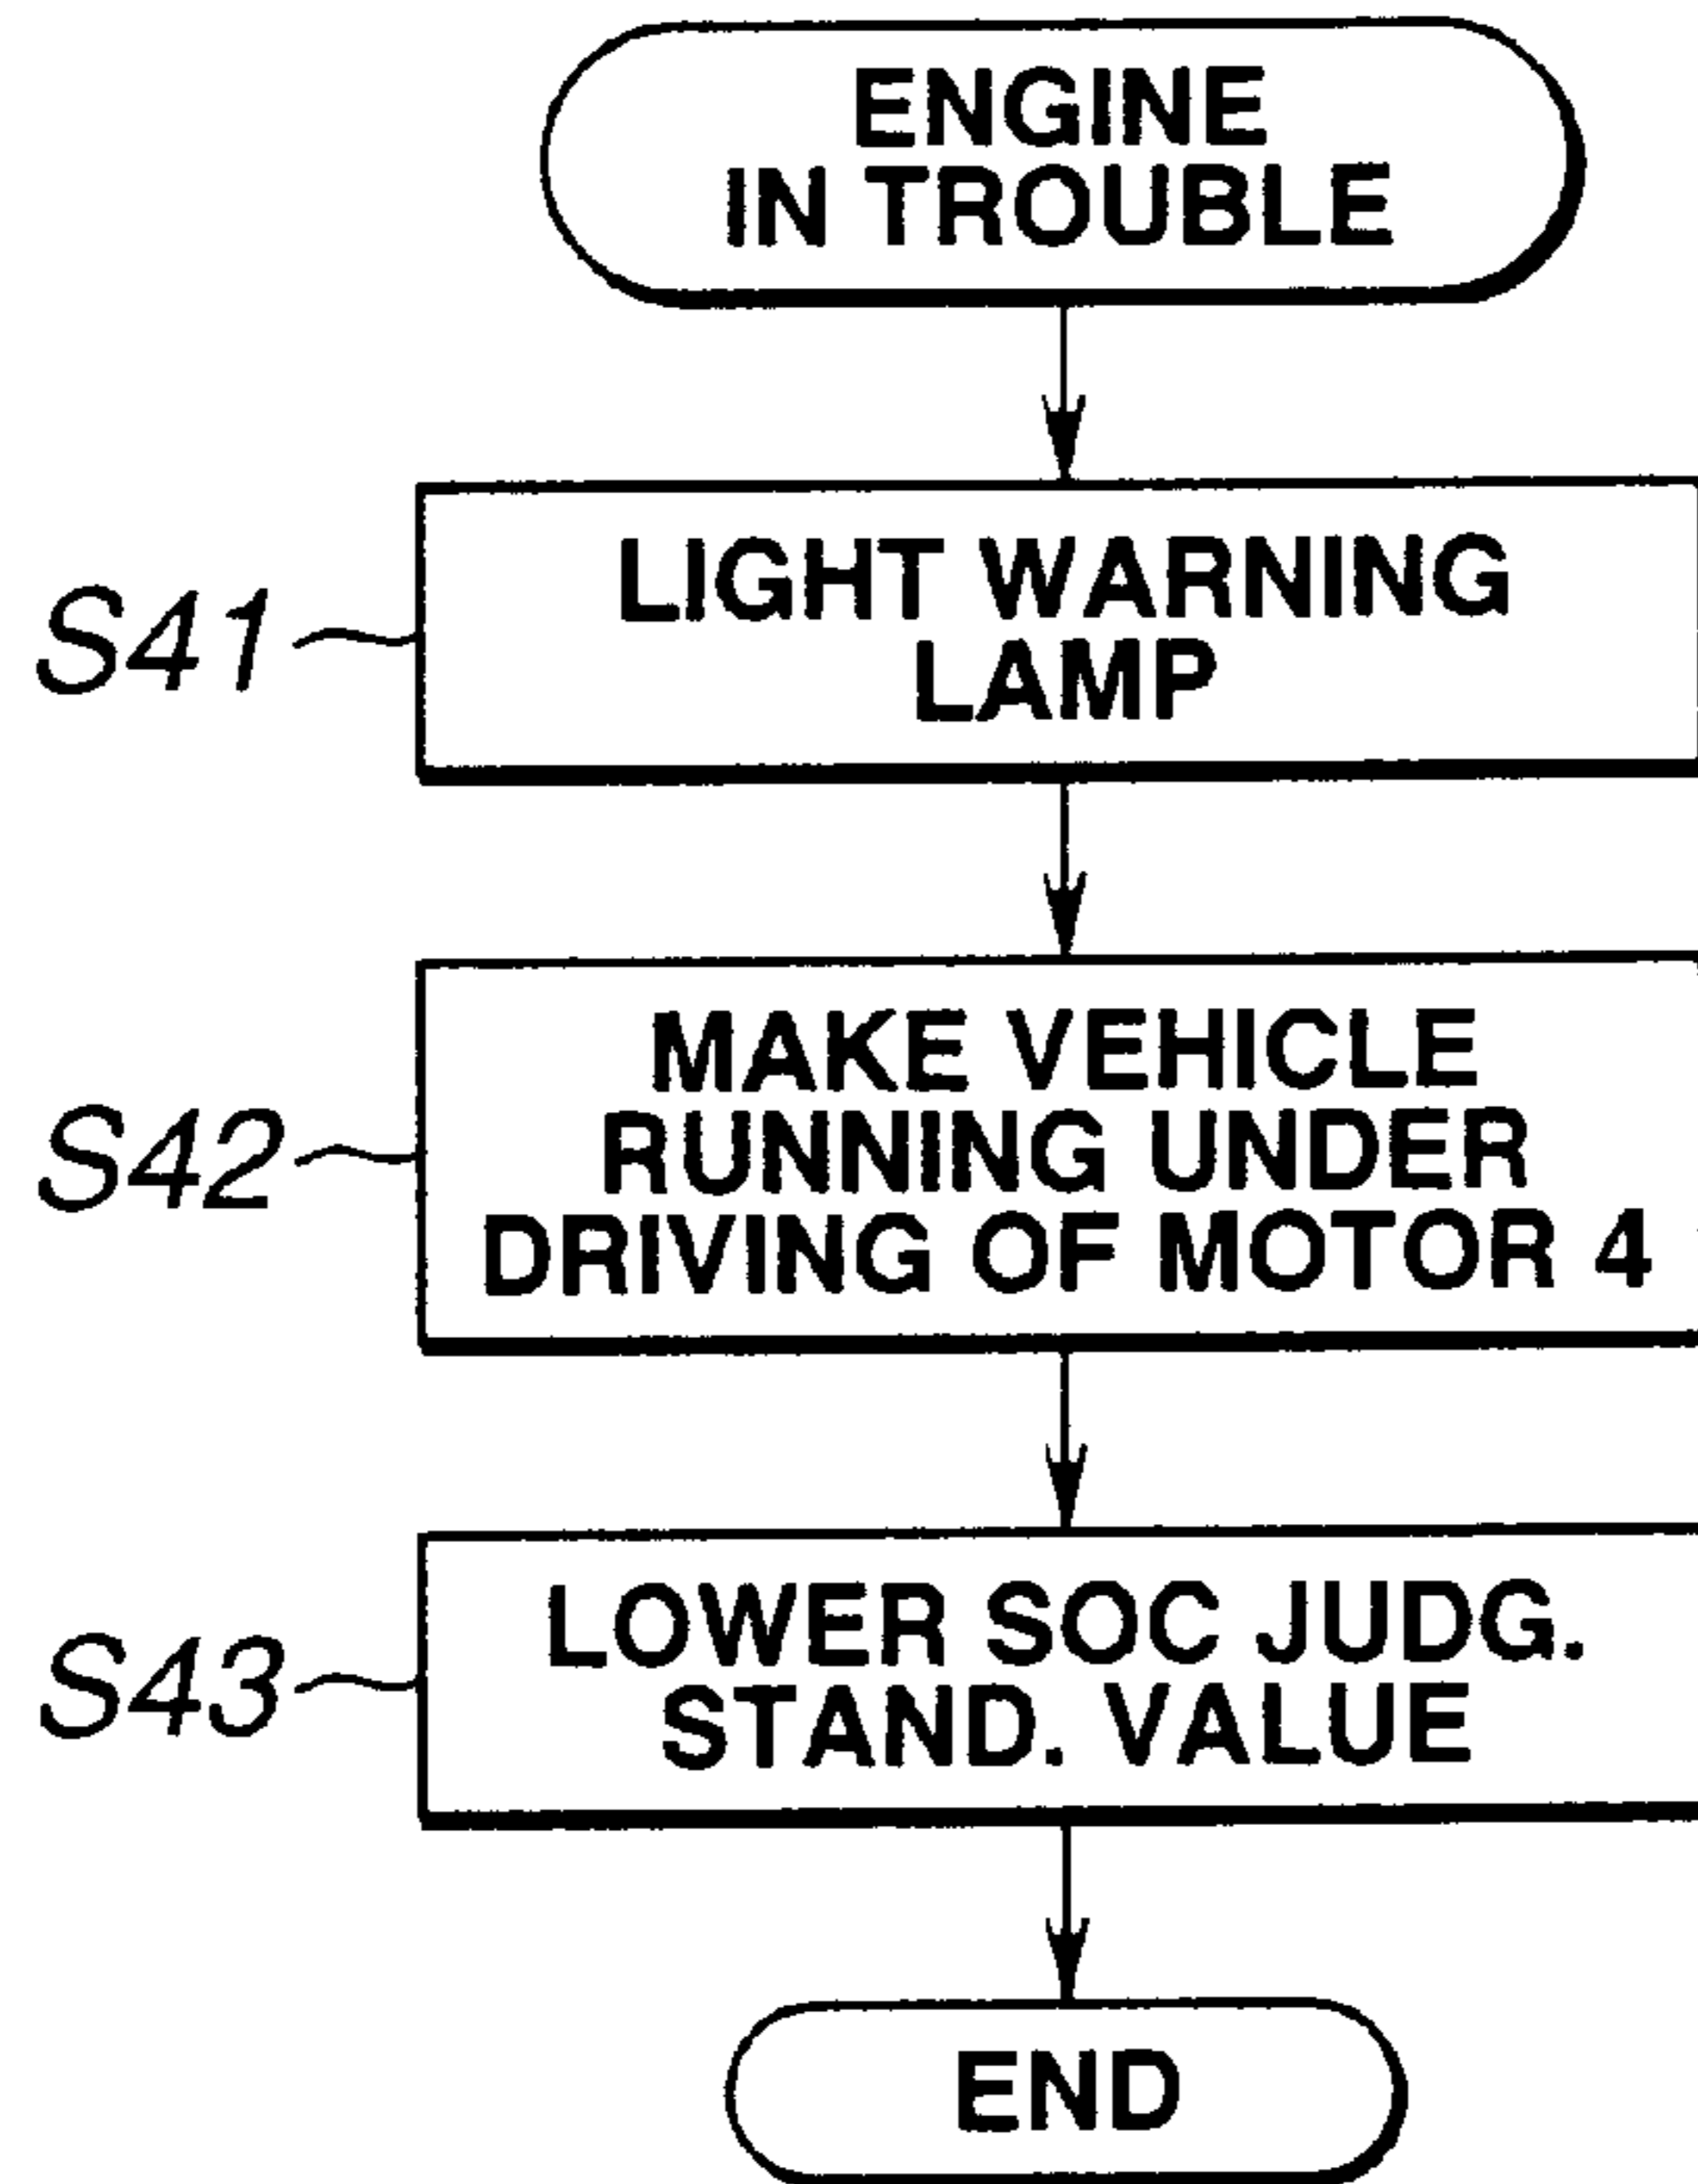 ENGINE
IN TROUBLE
S41
LIGHT WARNING
LAMP
S42
MAKE VEHICLE
RUNNING UNDER
DRIVING OF MOTOR 4
S43
LOWER SOC JUDG.
STAND. VALUE
END